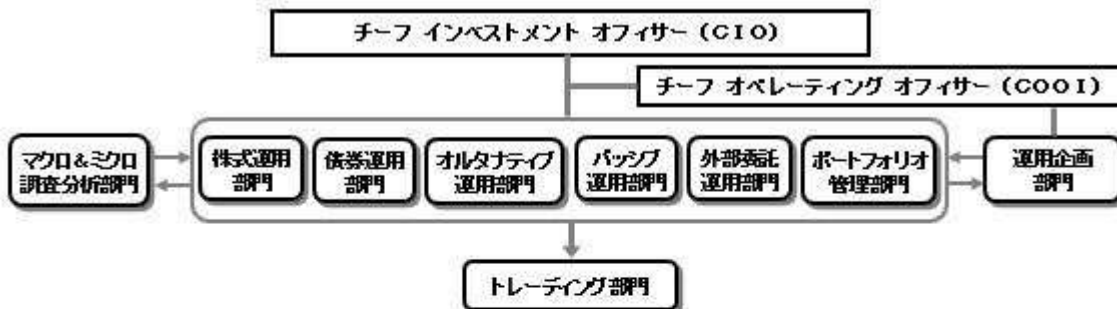 チーフ インベストメント オフィサー (CIO)
チーフ オペレーティング オフィサー (COOI)
マクロ&ミクロ
調査分析部門
株式運用
部門
債券運用
部門
オルタナティブ
運用部門
パッシブ
運用部門
外部委託
運用部門
ポートフォリオ
管理部門
運用企画
部門
トレーディング部門